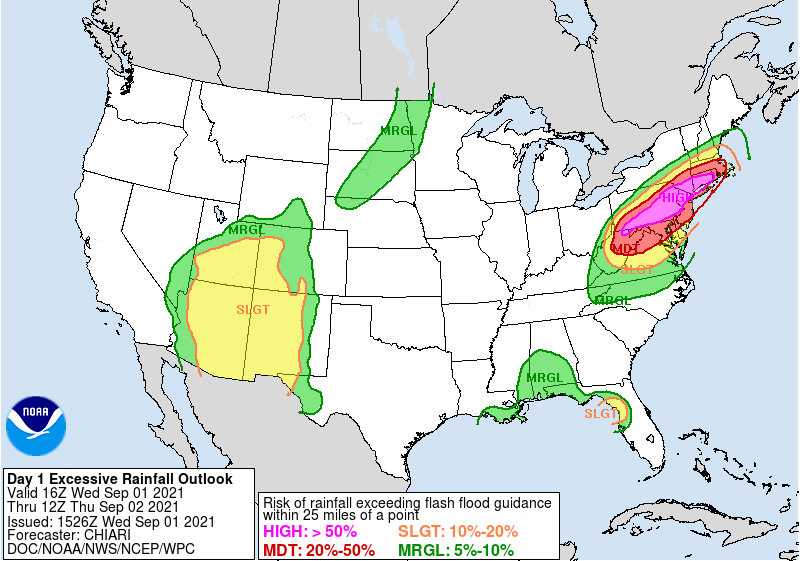 MRGL
MRGL
HIGH
MDT
SLGT
SLGT
MRGL
MRGL
SLGT
NOAA
Day 1 Excessive Rainfall Outlook
Valid 16Z Wed Sep 01 2021
Thru 12Z Thu Sep 02 2021
Issued: 1526Z Wed Sep 01 2021
Forecaster: CHIARI
DOC/NOAA/NWS/NCEP/WPC
Risk of rainfall exceeding flash flood guidance
within 25 miles of a point
HIGH: > 50%
SLGT: 10%-20%
MDT: 20%-50%
MRGL: 5%-10%